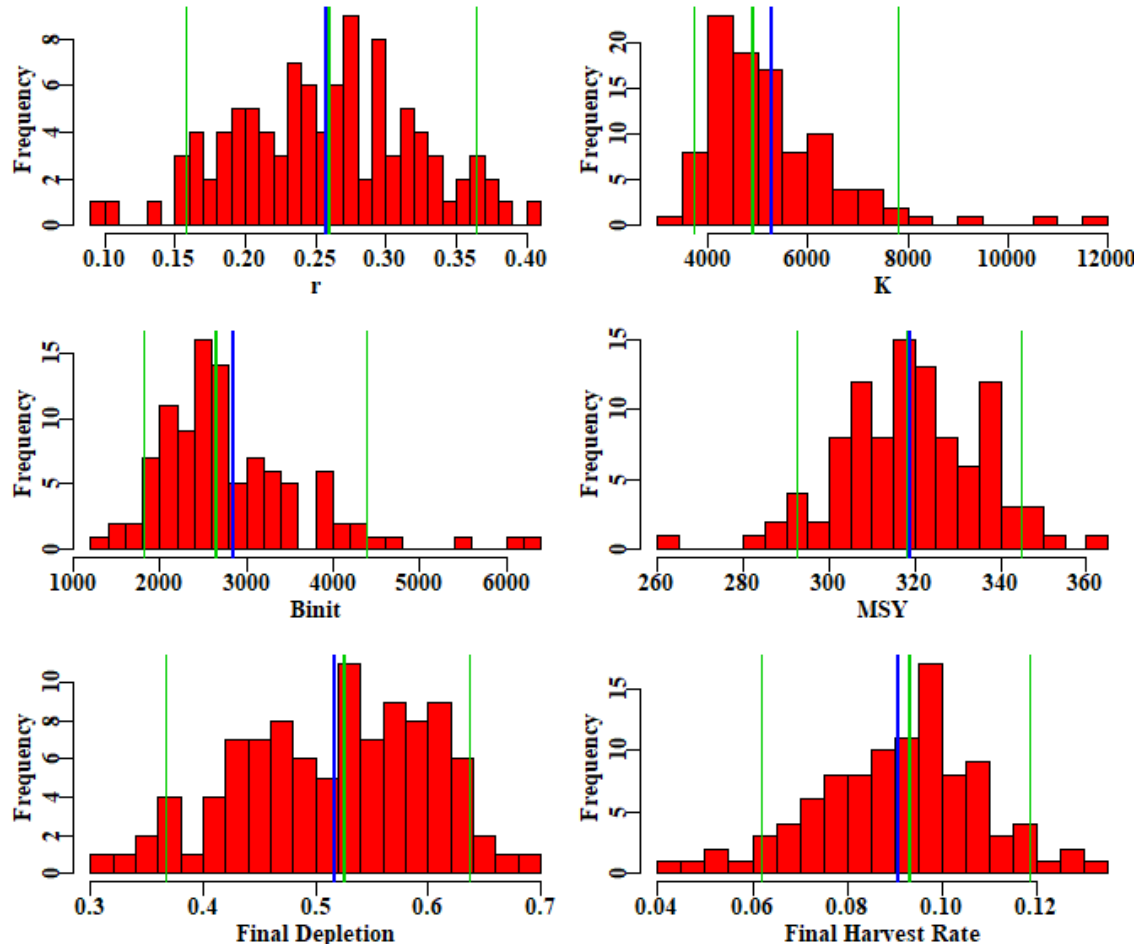 Frequency
0 2 4 6 8
0.10 0.15 0.20 0.25 0.30 0.35 0.40
r
Frequency
0 5 10 15 20
4000 6000 8000 10000 12000
K
Frequency
0 5 10 15
1000 2000 3000 4000 5000 6000
Binit
Frequency
0 5 10 15
260 280 300 320 340 360
MSY
Frequency
0 2 4 6 8 10
0.3 0.4 0.5 0.6 0.7
Final Depletion
Frequency
0 5 10 15
0.04 0.06 0.08 0.10 0.12
Final Harvest Rate